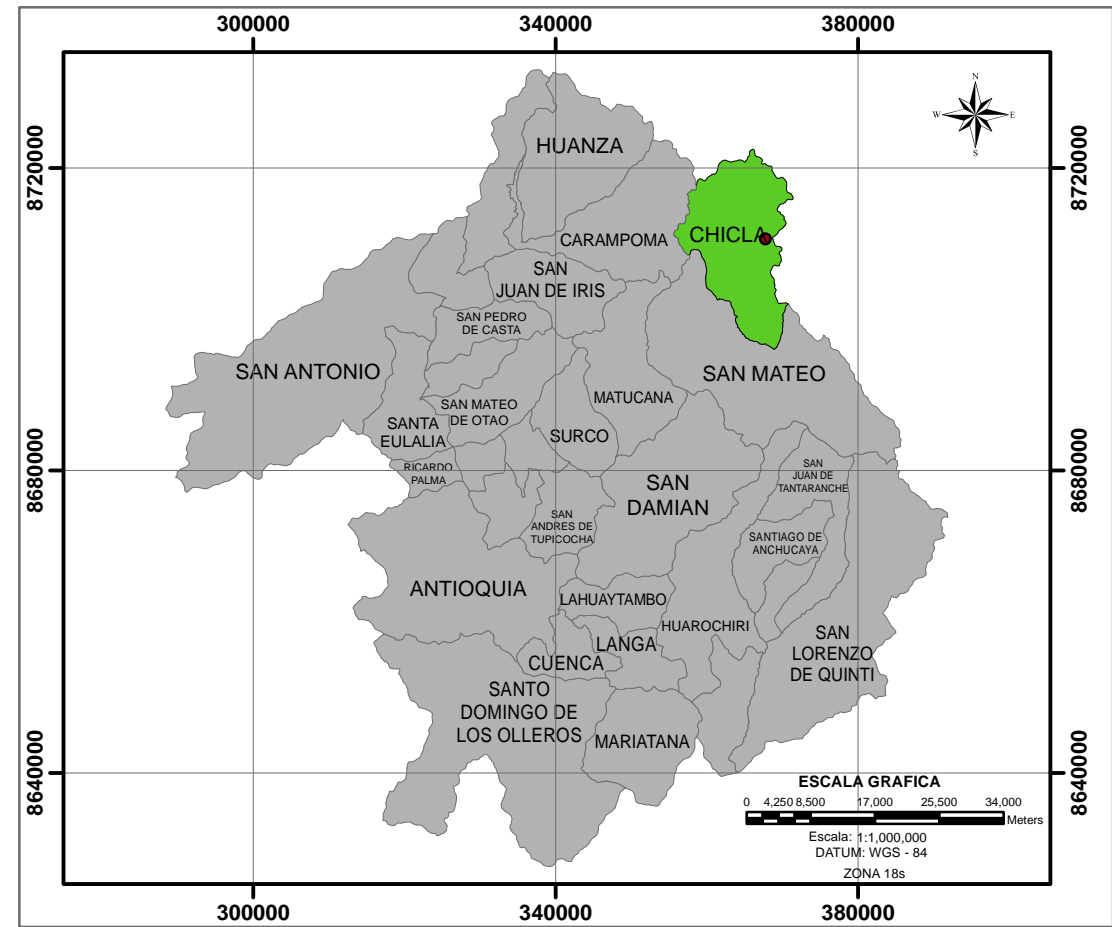 300000
340000
380000
N
W
E
S
8720000
8720000
HUANZA
CHICLA
CARAMPOMA
SAN
JUAN DE IRIS
SAN PEDRO
DE CASTA
SAN ANTONIO
SAN MATEO
MATUCANA
SAN MATEO
DE OTAO
SANTA
EULALIA
SURCO
RICARDO
PALMA
8680000
8680000
SAN
JUAN DE
TANTARANCHE
SAN
DAMIAN
SAN
ANDRES DE
TUPICOCHA
SANTIAGO DE
ANCHUCAYA
ANTIOQUIA
LAHUAYTAMBO
HUAROCHIRI
SAN
LORENZO
DE QUINTI
LANGA
CUENCA
SANTO
DOMINGO DE
LOS OLLEROS
MARIATANA
8640000
8640000
ESCALA GRAFICA
0 4,250 8,500 17,000 25,500 34,000
Meters
Escala: 1:1,000,000
DATUM: WGS - 84
ZONA 18s
300000
340000
380000